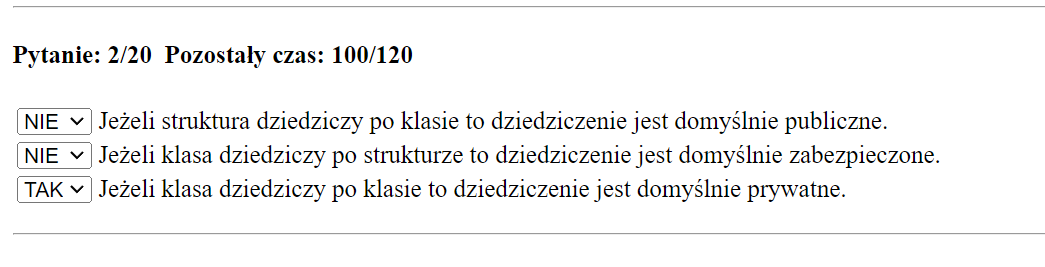 Pytanie: 2/20 Pozostały czas: 100/120
NIE Jeżeli struktura dziedziczy po klasie to dziedziczenie jest domyślnie publiczne.
NIE Jeżeli klasa dziedziczy po strukturze to dziedziczenie jest domyślnie zabezpieczone.
TAK Jeżeli klasa dziedziczy po klasie to dziedziczenie jest domyślnie prywatne.